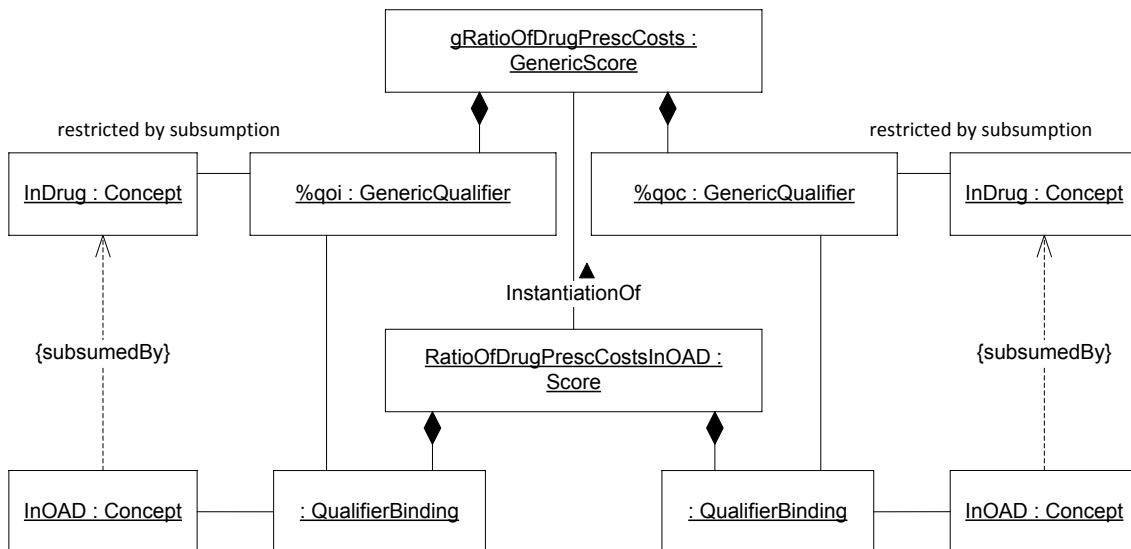 gRatioOfDrugPrescCosts :
GenericScore
restricted by subsumption
restricted by subsumption
InDrug : Concept
%qoi : GenericQualifier
%qoc : GenericQualifier
InDrug : Concept
InstantiationOf
{subsumedBy}
RatioOfDrugPrescCostsInOAD :
Score
{subsumedBy}
InOAD : Concept
: QualifierBinding
: QualifierBinding
InOAD : Concept